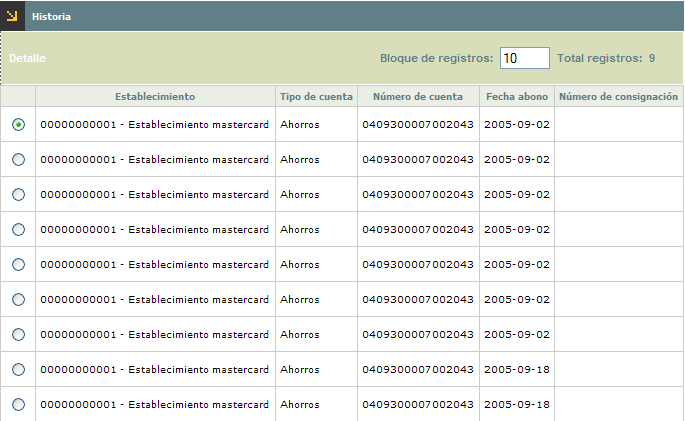 Historia
Detalle Bloque de registros: 10 Total registros: 9
Establecimiento Tipo de cuenta Número de cuenta Fecha abono Número de consignación
00000000001 - Establecimiento mastercard Ahorros 0409300007002043 2005-09-02
00000000001 - Establecimiento mastercard Ahorros 0409300007002043 2005-09-02
00000000001 - Establecimiento mastercard Ahorros 0409300007002043 2005-09-02
00000000001 - Establecimiento mastercard Ahorros 0409300007002043 2005-09-02
00000000001 - Establecimiento mastercard Ahorros 0409300007002043 2005-09-02
00000000001 - Establecimiento mastercard Ahorros 0409300007002043 2005-09-02
00000000001 - Establecimiento mastercard Ahorros 0409300007002043 2005-09-02
00000000001 - Establecimiento mastercard Ahorros 0409300007002043 2005-09-18
00000000001 - Establecimiento mastercard Ahorros 0409300007002043 2005-09-18